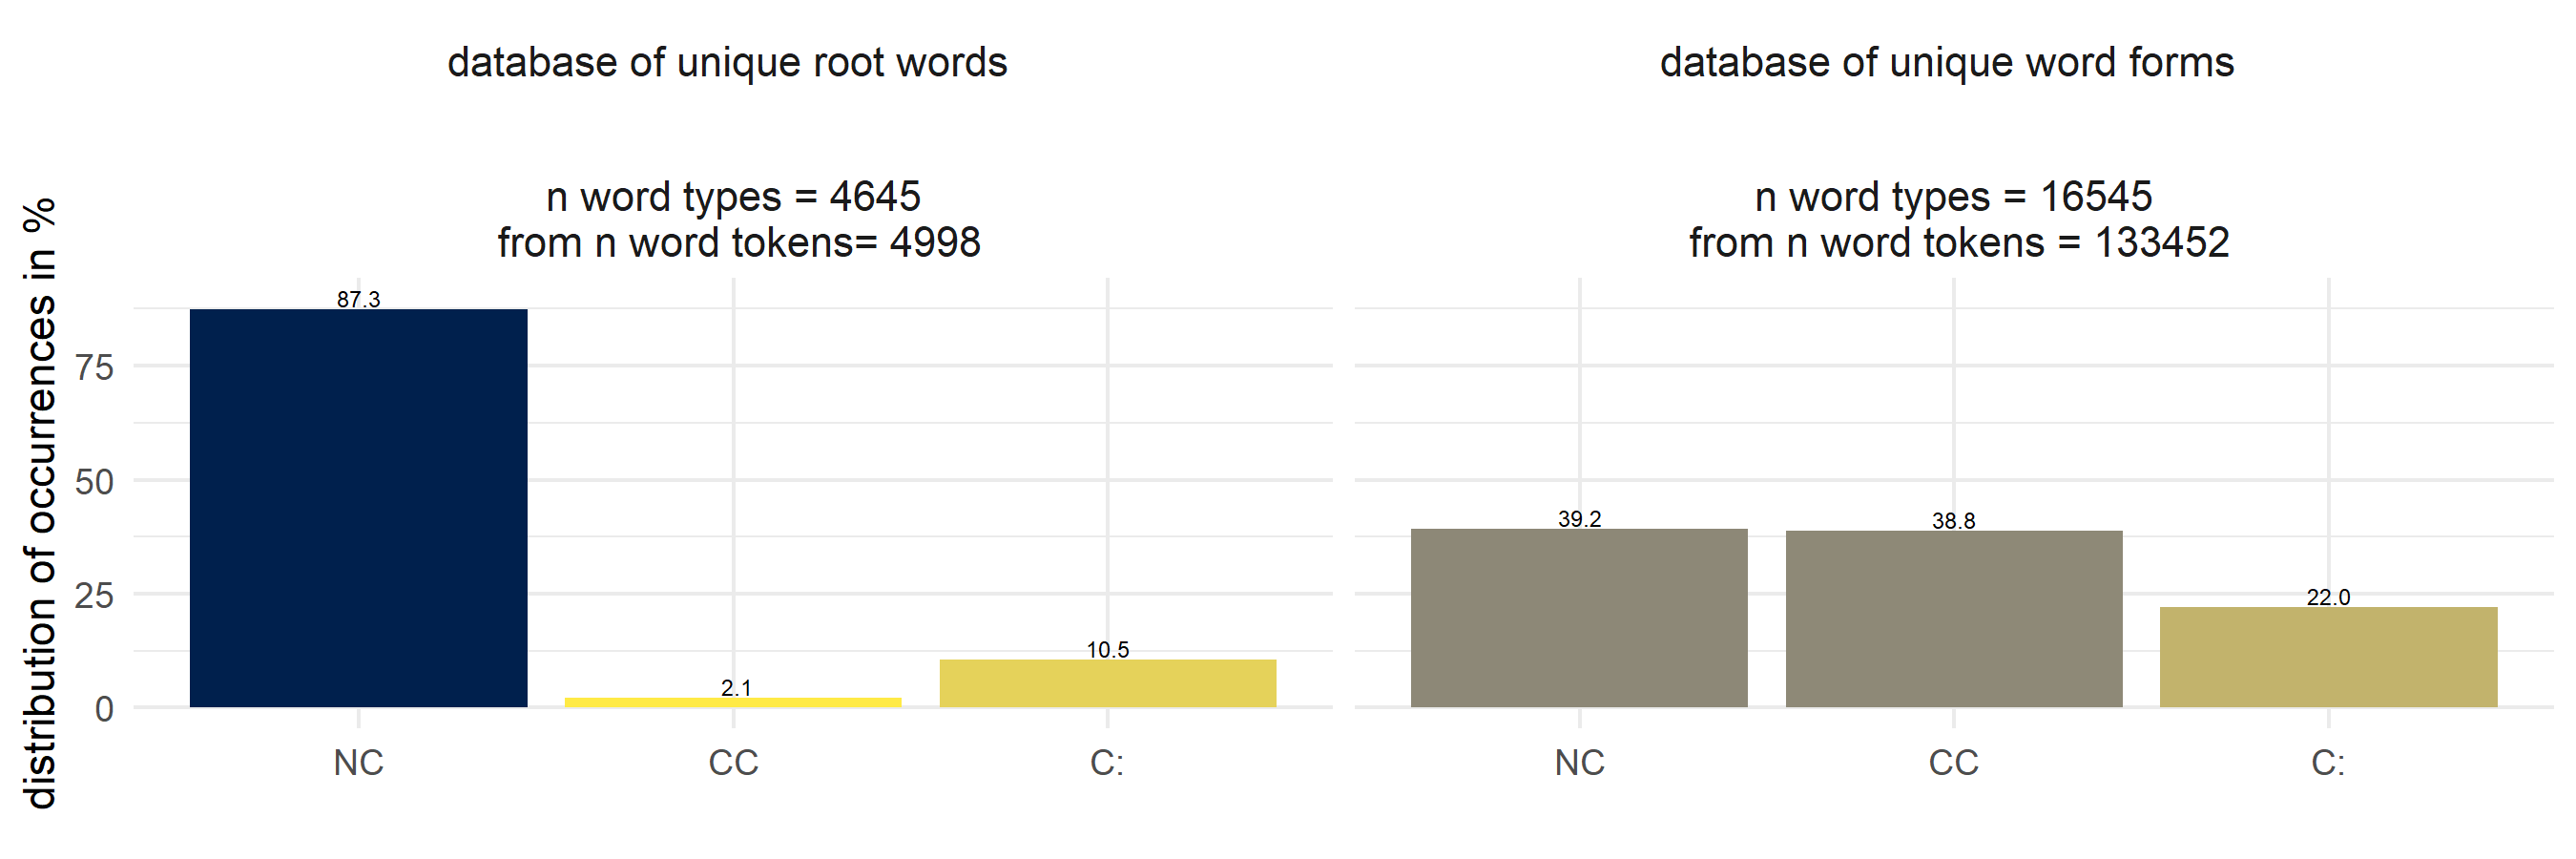 database of unique root words
n word types = 4645
from n word tokens= 4998
database of unique word forms
n word types = 16545
from n word tokens = 133452
distribution of occurrences in %
75
50
25
0
87.3
2.1
10.5
NC
CC
C:
39.2
38.8
22.0
NC
CC
C: